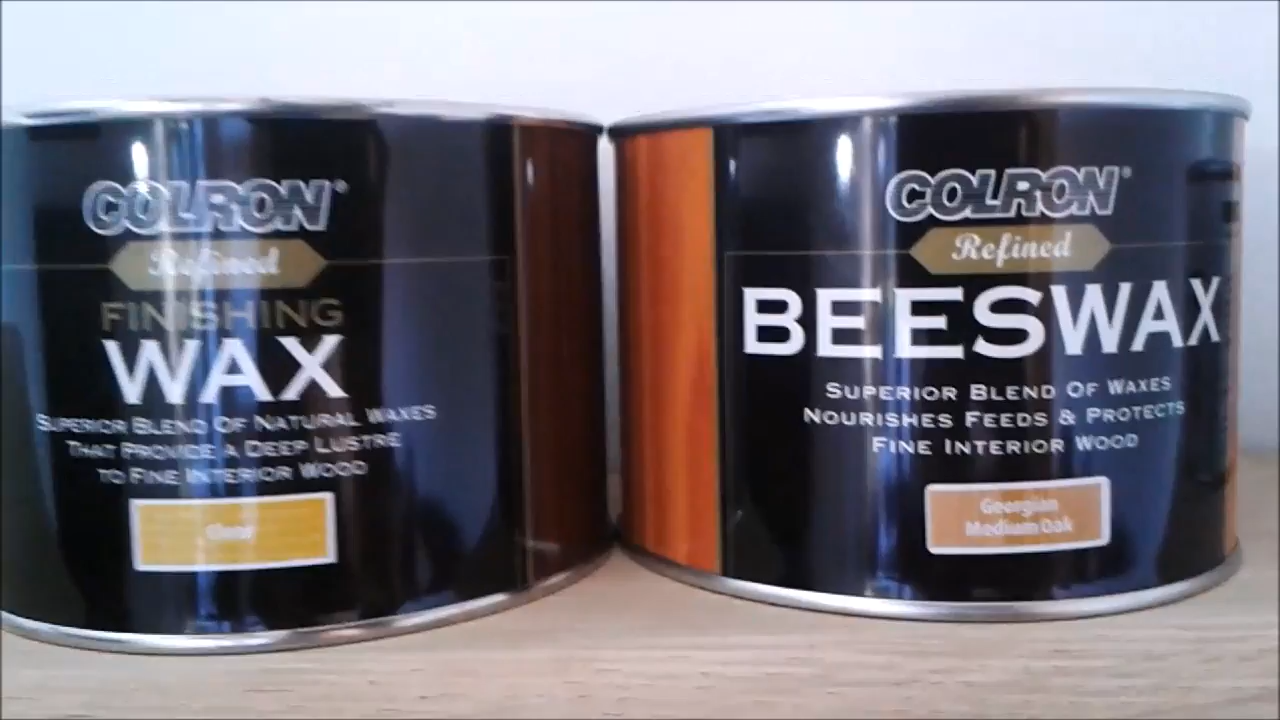 COLRON®
Refined
FINISHING
WAX
SUPERIOR BLEND OF NATURAL WAXES
THAT PROVIDE A DEEP LUSTRE
TO FINE INTERIOR WOOD
Clear
COLRON®
Refined
BEESWAX
SUPERIOR BLEND OF WAXES
NOURISHES FEEDS & PROTECTS
FINE INTERIOR WOOD
Georgian
Medium Oak